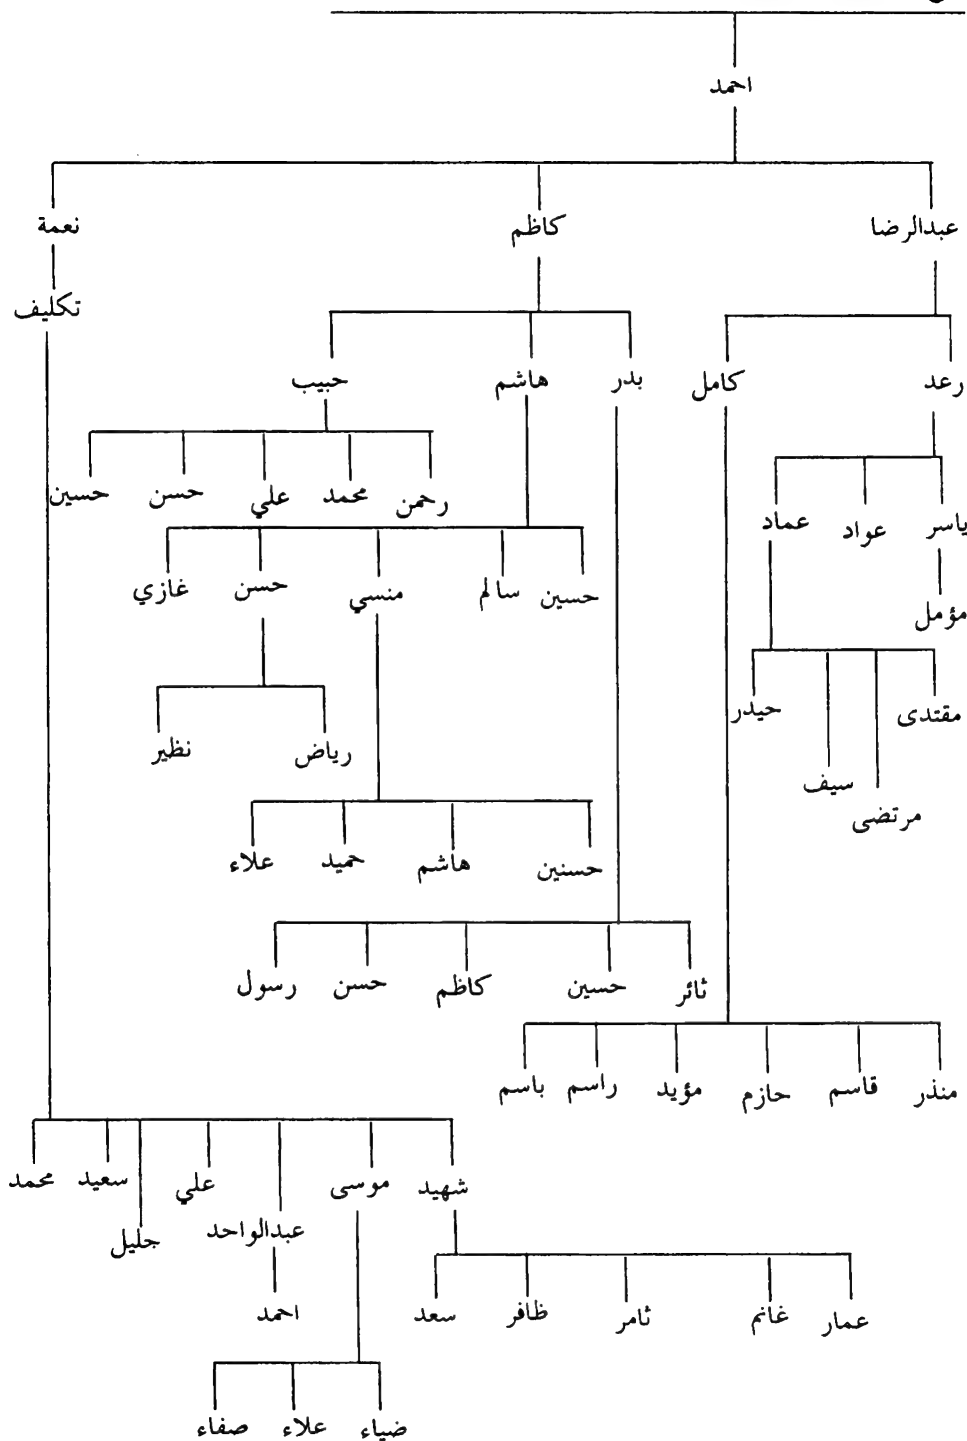 احمد
عبدالرضا كاظم نعمة
تكليف
رعد كامل بدر هاشم حبيب
رحمن محمد علي حسن حسين
ياسر عواد عماد
حسين سالم منسي حسن غازي
مؤمل
مقتدى حيدر
رياض نظير
سيف
مرتضى
حسنين هاشم حميد علاء
ثائر حسين كاظم حسن رسول
منذر قاسم حازم مؤيد راسم باسم
شهيد موسى علي سعيد محمد
عبدالواحد جليل
عمار غانم ثامر ظافر سعد احمد
ضياء علاء صفاء